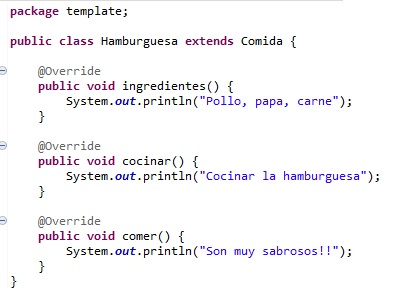 package template;
public class Hamburguesa extends Comida {
@Override
public void ingredientes() {
System.out.println("Pollo, papa, carne");
}
@Override
public void cocinar() {
System.out.println("Cocinar la hamburguesa");
}
@Override
public void comer() {
System.out.println("Son muy sabrosos!!");
}
}